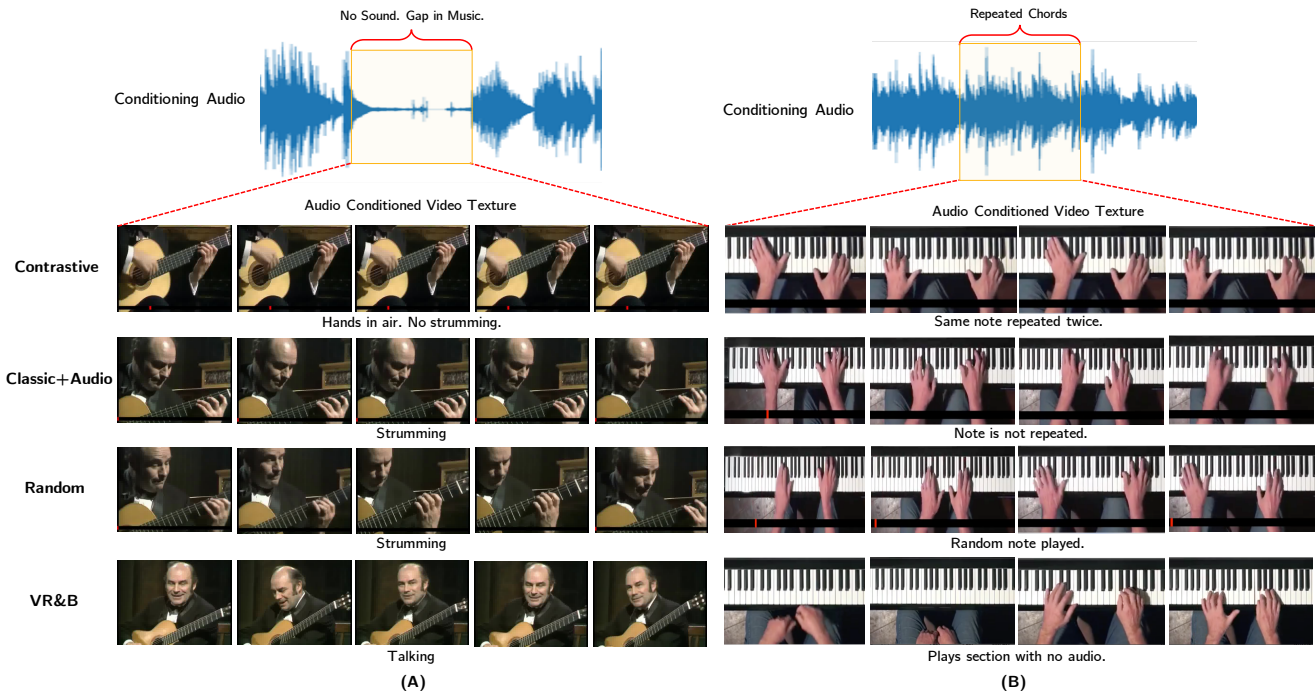 No Sound. Gap in Music.
Conditioning Audio
Audio Conditioned Video Texture
Contrastive
Hands in air. No strumming.
Classic+Audio
Strumming
Random
Strumming
VR&B
Talking
(A)
Repeated Chords
Conditioning Audio
Audio Conditioned Video Texture
Same note repeated twice.
Note is not repeated.
Random note played.
Plays section with no audio.
(B)